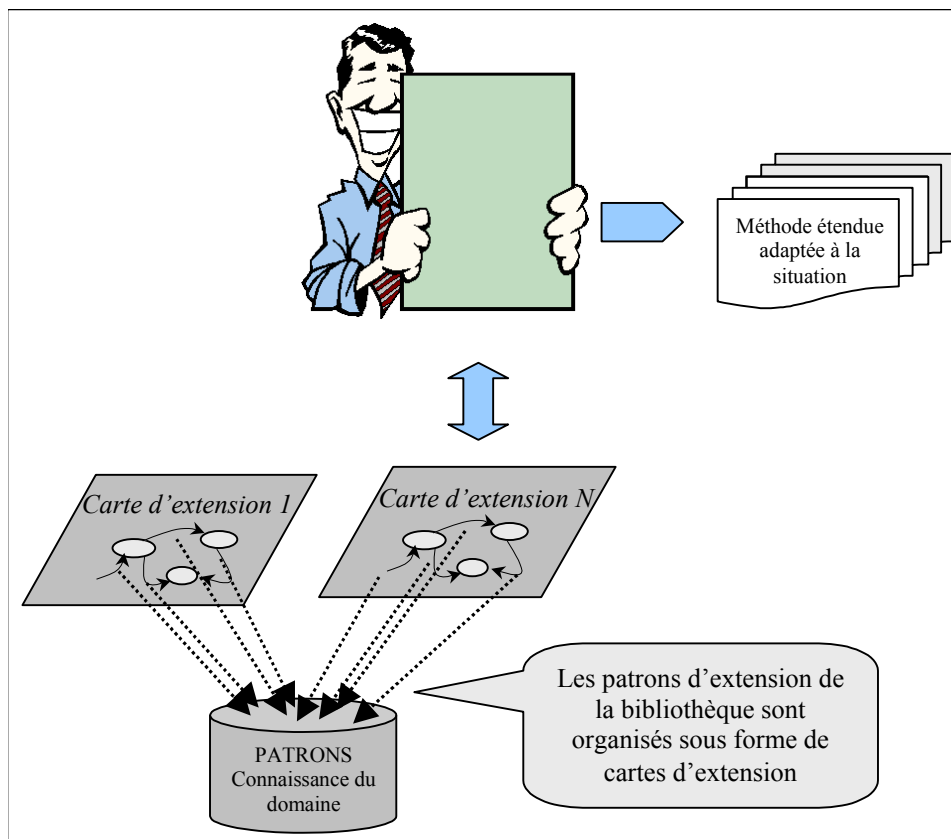 Méthode étendue
adaptée à la
situation
Carte d'extension 1
Carte d'extension N
Les patrons d'extension de
la bibliothèque sont
organisés sous forme de
cartes d'extension
PATRONS
Connaissance du
domaine